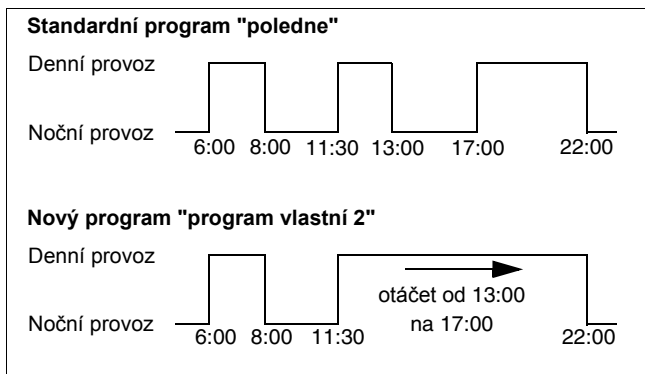 Standardní program "poledne"
Denní provoz
Noční provoz
6:00 8:00 11:30 13:00 17:00 22:00
Nový program "program vlastní 2"
Denní provoz
otáčet od 13:00
na 17:00
Noční provoz
6:00 8:00 11:30 22:00